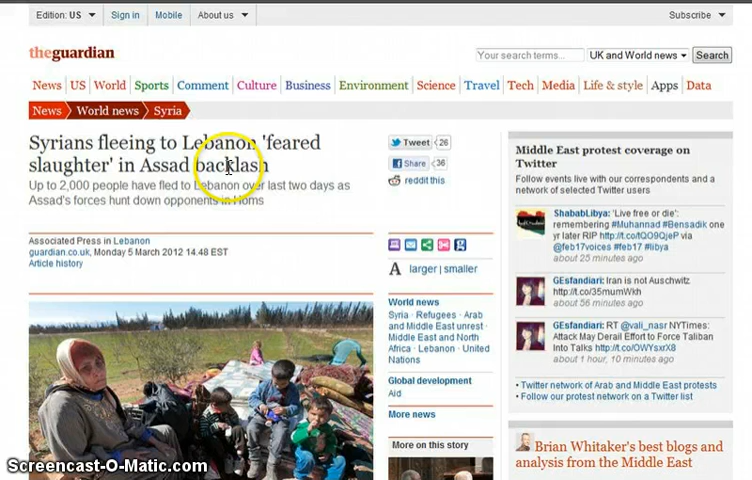 Edition: US
Sign in
Mobile
About us
Subscribe
theguardian
Your search terms...
UK and World news
Search
News
US
World
Sports
Comment
Culture
Business
Environment
Science
Travel
Tech
Media
Life & style
Apps
Data
News
World news
Syria
Syrians fleeing to Lebanon 'feared
slaughter' in Assad backlash
Up to 2,000 people have fled to Lebanon over last two days as
Assad's forces hunt down opponents in Homs
Associated Press in Lebanon
guardian.co.uk, Monday 5 March 2012 14.48 EST
Article history
Tweet 26
Share 36
reddit this
A larger | smaller
World news
Syria · Refugees · Arab
and Middle East unrest ·
Middle East and North
Africa · Lebanon · United
Nations
Global development
Aid
More news
More on this story
Middle East protest coverage on
Twitter
Follow events live with our correspondents and a
network of selected Twitter users
ShababLibya: 'Live free or die':
remembering #Muhannad #Bensadik one
yr later RIP http://t.co/tQO9QJeP via
@feb17voices #feb17 #libya
about 25 minutes ago
GEsfandiari: Iran is not Auschwitz
http://t.co/35mumWkh
about 56 minutes ago
GEsfandiari: RT @vali_nasr NYTimes:
Attack May Derail Effort to Force Taliban
Into Talks http://t.co/OWYsxrX8
about 1 hour, 10 minutes ago
• Twitter network of Arab and Middle East protests
• Follow our protest network on a Twitter list
Brian Whitaker's best blogs and
analysis from the Middle East
Screencast-O-Matic.com